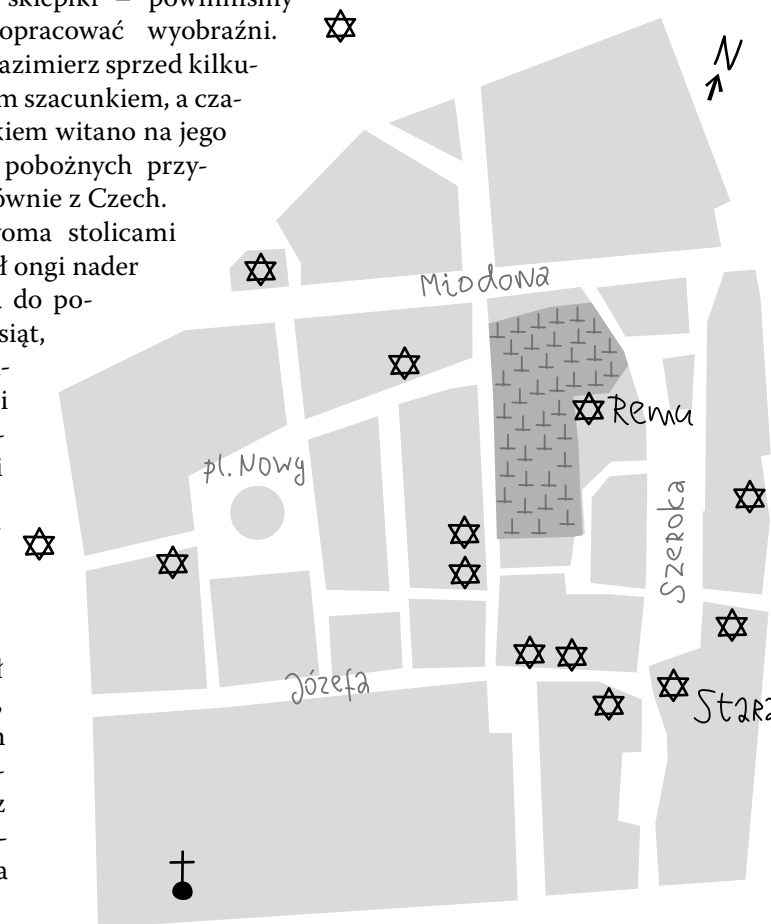 sklepiki – powinniśmy
opracować wyobraźni.
azimierz sprzed kilku-
m szacunkiem, a cza-
kiem witano na jego
pobożnych przy-
ównie z Czech.
woma stolicami
ł ongi nader
do po-
siąt,
i
i
ł
,
z
a
N
Miodowa
Remu
pl. Nowy
Szeroka
Józefa
Stara